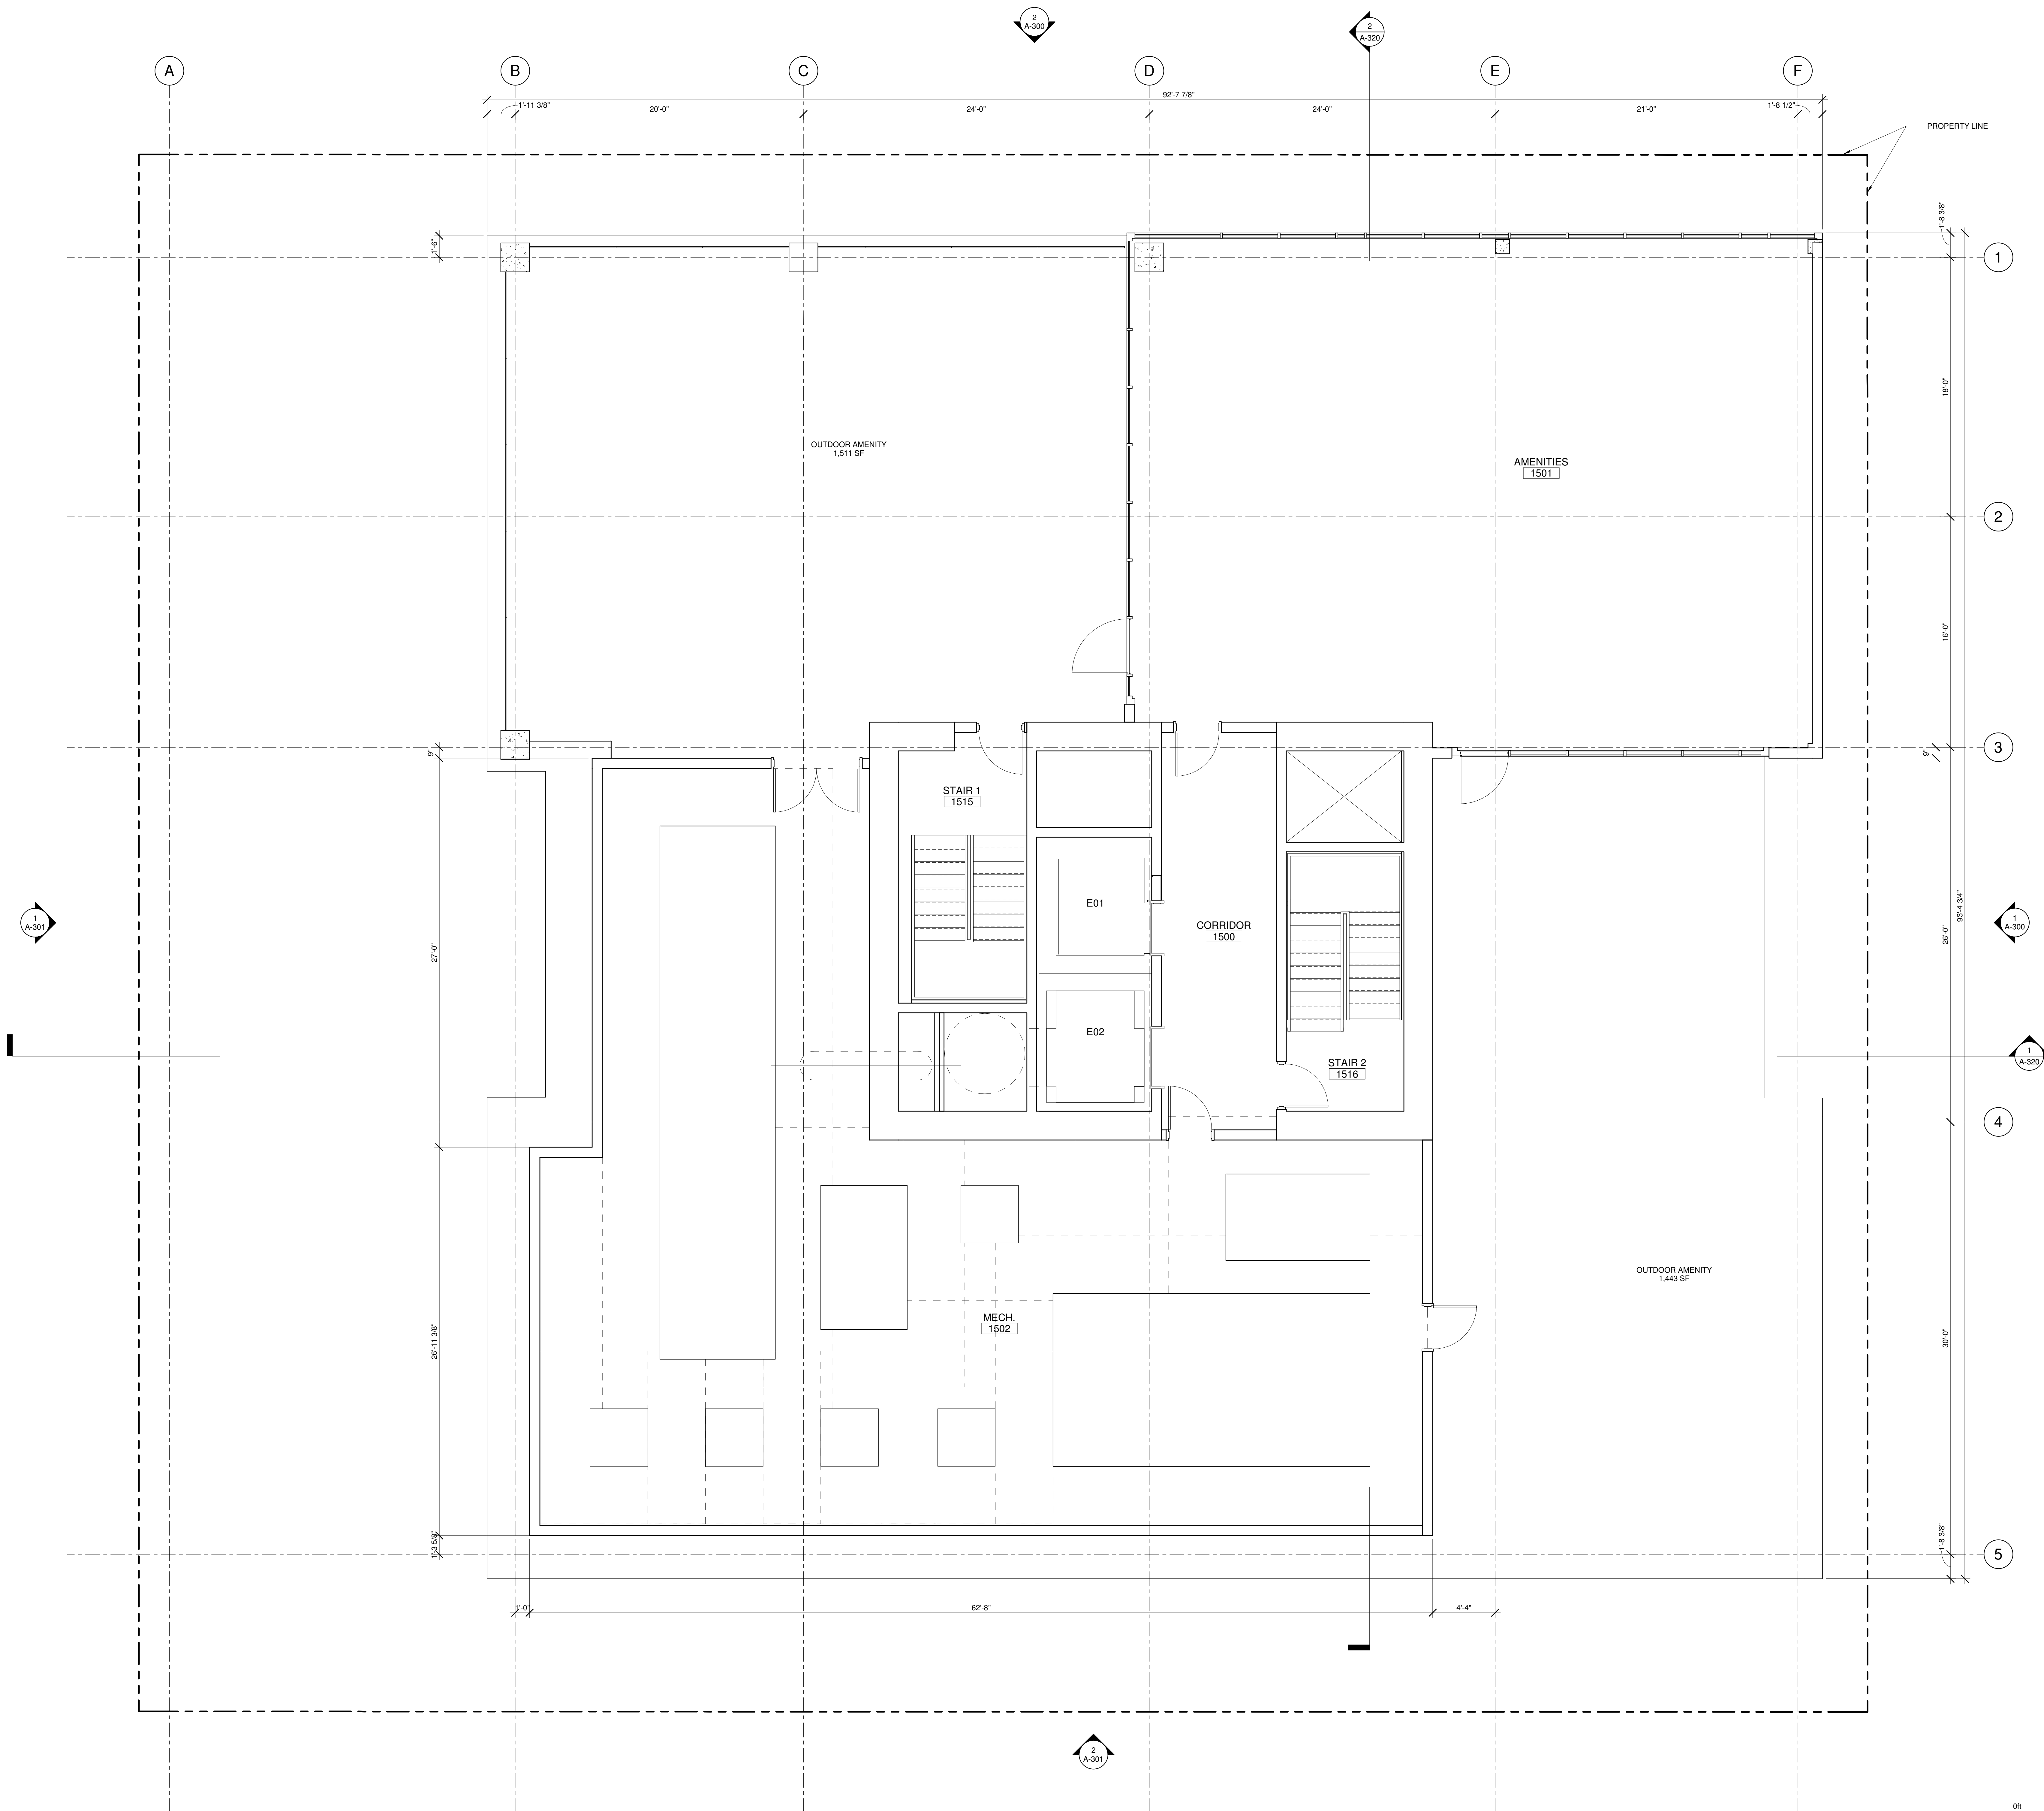 2
A-300
2
A-320
A
B
C
D
E
F
92'-7 7/8"
1'-11 3/8"
20'-0"
24'-0"
24'-0"
21'-0"
1'-8 1/2"
PROPERTY LINE
1'-6"
1'-8 3/8"
1
18'-0"
OUTDOOR AMENITY
1,511 SF
AMENITIES
1501
2
16'-0"
9"
3
9"
STAIR 1
1515
E01
CORRIDOR
1500
1
A-301
27'-0"
26'-0"
93'-4 3/4"
1
A-300
E02
STAIR 2
1516
1
A-320
4
OUTDOOR AMENITY
1,443 SF
MECH.
1502
26'-11 3/8"
30'-0"
1'-3 5/8"
1'-8 3/8"
5
1'-0"
62'-8"
4'-4"
2
A-301
0ft